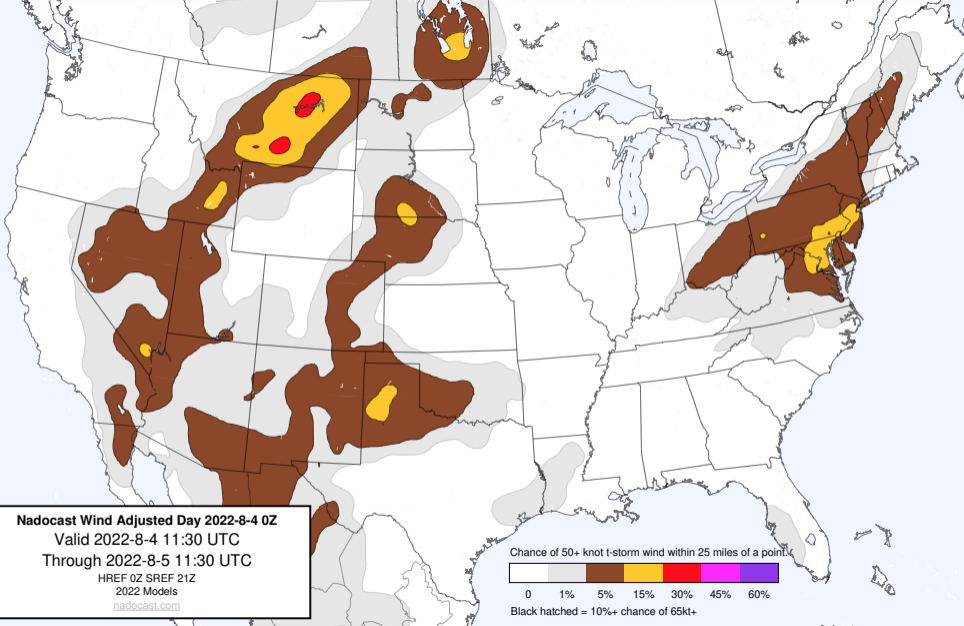 Nadocast Wind Adjusted Day 2022-8-4 0Z
Valid 2022-8-4 11:30 UTC
Through 2022-8-5 11:30 UTC
HREF 0Z SREF 21Z
2022 Models
nadocast.com
Chance of 50+ knot t-storm wind within 25 miles of a point.
0 1% 5% 15% 30% 45% 60%
Black hatched = 10%+ chance of 65kt+